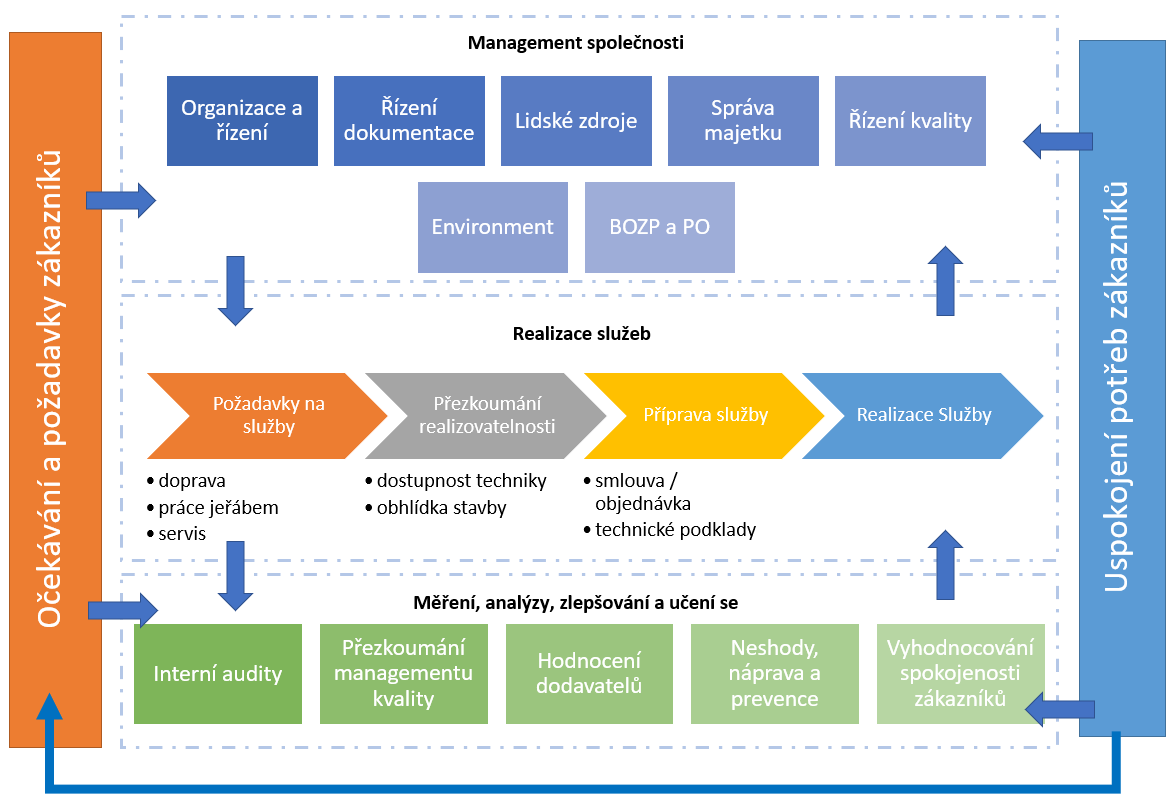 Očekávání a požadavky zákazníků
Management společnosti
Organizace a
řízení
Řízení
dokumentace
Lidské zdroje
Správa
majetku
Řízení kvality
Environment
BOZP a PO
Realizace služeb
Požadavky na
služby
Přezkoumání
realizovatelnosti
Příprava služby
Realizace Služby
• doprava
• práce jeřábem
• servis
• dostupnost techniky
• obhlídka stavby
• smlouva /
objednávka
• technické podklady
Měření, analýzy, zlepšování a učení se
Interní audity
Přezkoumání
managementu
kvality
Hodnocení
dodavatelů
Neshody,
náprava a
prevence
Vyhodnocování
spokojenosti
zákazníků
Uspokojení potřeb zákazníků